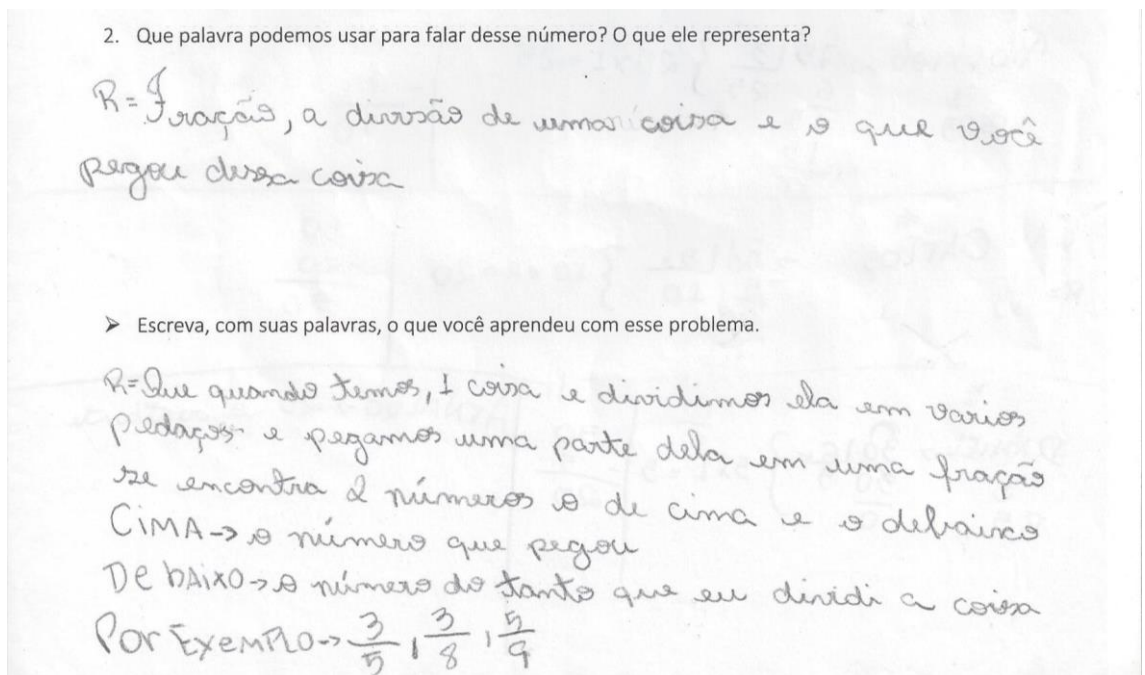 2. Que palavra podemos usar para falar desse número? O que ele representa?
R= Fração, a divisão de uma coisa e o que você
pegou dessa coisa
➢ Escreva, com suas palavras, o que você aprendeu com esse problema.
R= Que quando temos, 1 coisa e dividimos ela em varios
pedaços e pegamos uma parte dela em uma fração
se encontra 2 números o de cima e o debaixo
CiMA -> o número que pegou
De bAixo -> o número do tanto que eu dividi a coisa
Por ExeMPLO -> 3/5, 3/8, 5/9